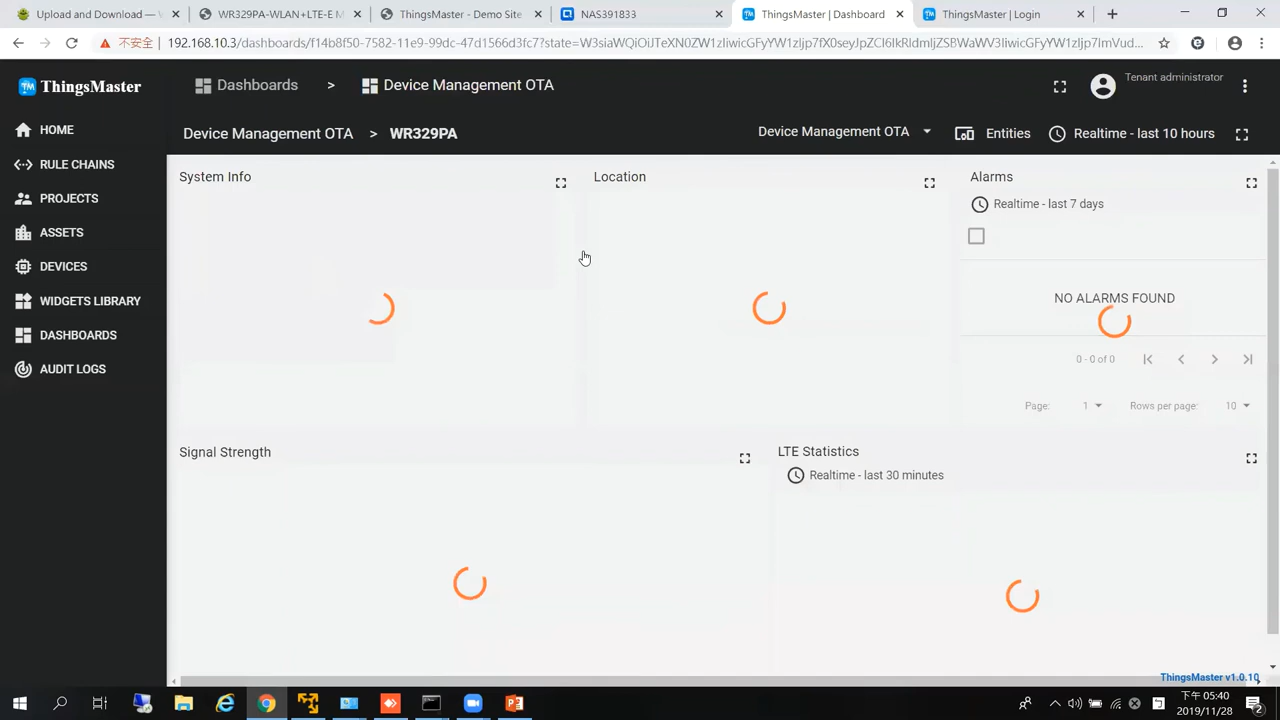 Upload and Download — W
WR329PA-WLAN+LTE-E M
ThingsMaster - Demo Site
NAS391833
ThingsMaster | Dashboard
ThingsMaster | Login
不安全
192.168.10.3/dashboards/f14b8f50-7582-11e9-99dc-47d1566d3fc7?state=W3siaWQiOiJTeXN0ZW1zIiwicGFyYW1zIjp7fX0seyJpZCI6IkRldmljZSBWaWV3IiwicGFyYW1zIjp7ImVud...
ThingsMaster
Dashboards > Device Management OTA
Tenant administrator
HOME
RULE CHAINS
PROJECTS
ASSETS
DEVICES
WIDGETS LIBRARY
DASHBOARDS
AUDIT LOGS
Device Management OTA > WR329PA
Device Management OTA
Entities
Realtime - last 10 hours
System Info
Location
Alarms
Realtime - last 7 days
NO ALARMS FOUND
0 - 0 of 0
Page: 1
Rows per page: 10
Signal Strength
LTE Statistics
Realtime - last 30 minutes
ThingsMaster v1.0.10
下午 05:40
2019/11/28
2